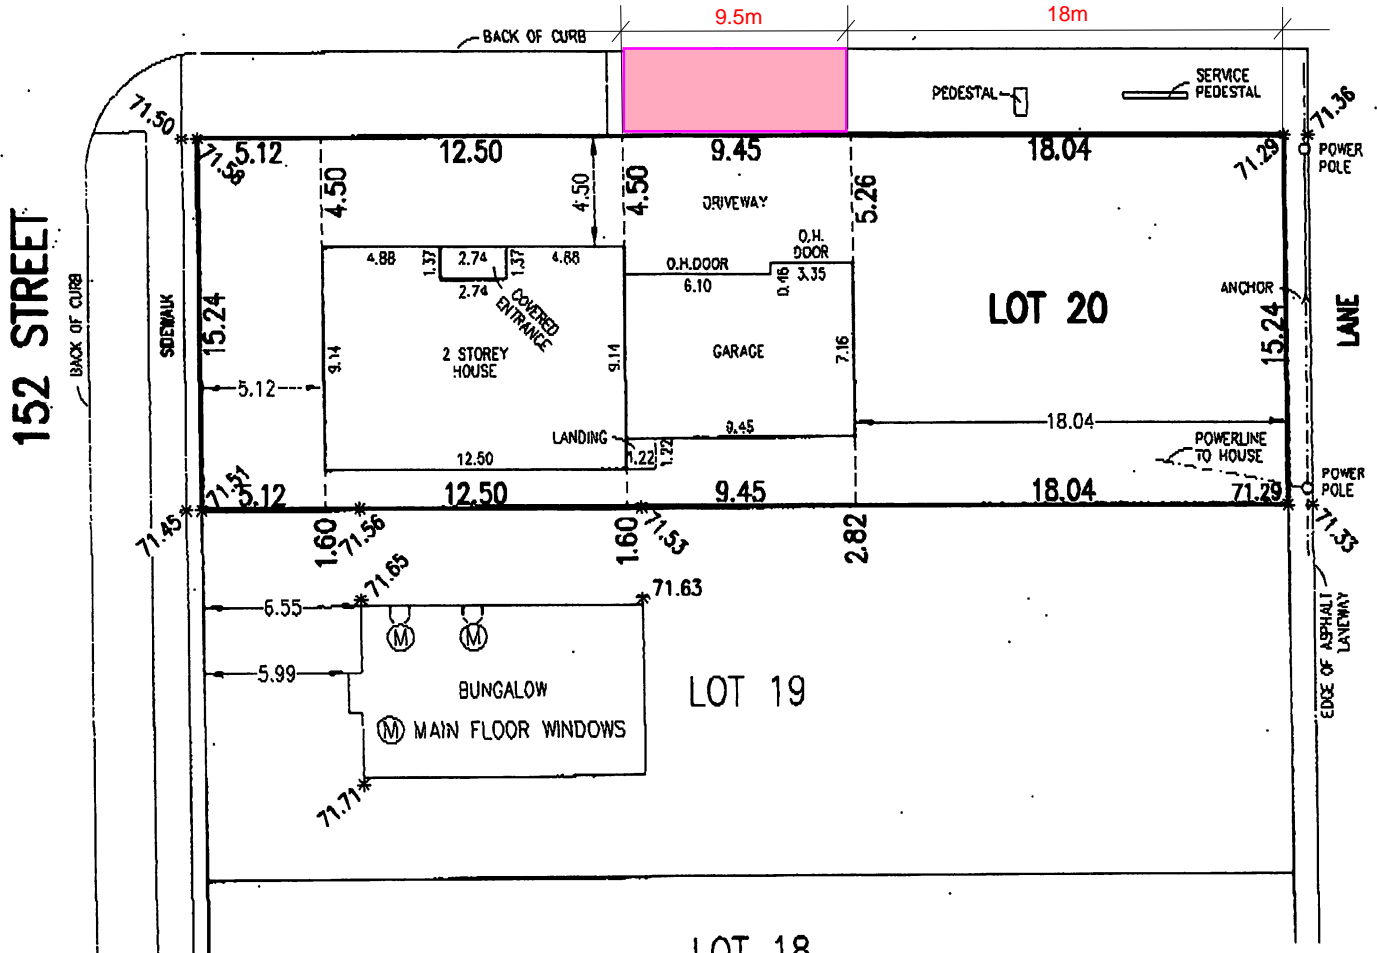 9.5m
18m
BACK OF CURB
PEDESTAL
SERVICE
PEDESTAL
71.50
71.58
5.12
12.50
9.45
18.04
71.29
71.36
POWER
POLE
4.50
4.50
4.50
DRIVEWAY
5.26
O.H.
DOOR
4.88
1.37
2.74
1.37
4.88
2.74
O.H.DOOR
6.10
0.46
3.35
COVERED
ENTRANCE
LOT 20
ANCHOR
LANE
152 STREET
BACK OF CURB
SIDEWALK
15.24
9.14
2 STOREY
HOUSE
9.14
GARAGE
7.16
15.24
5.12
LANDING
9.45
1.22
1.22
18.04
POWERLINE
TO HOUSE
12.50
71.51
5.12
12.50
9.45
18.04
71.29
POWER
POLE
71.45
1.60
71.56
1.60
71.53
2.82
71.33
71.65
71.63
6.55
M
M
5.99
BUNGALOW
M MAIN FLOOR WINDOWS
LOT 19
EDGE OF ASPHALT
LANEWAY
71.71
LOT 18